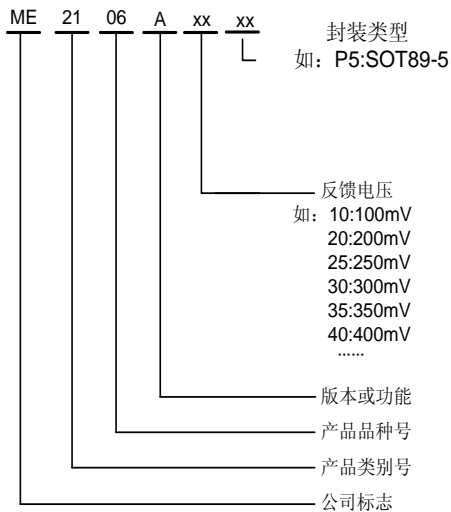 ME 21 06 A xx xx
封装类型
如：P5:SOT89-5
反馈电压
如：10:100mV
20:200mV
25:250mV
30:300mV
35:350mV
40:400mV
······
版本或功能
产品品种号
产品类别号
公司标志